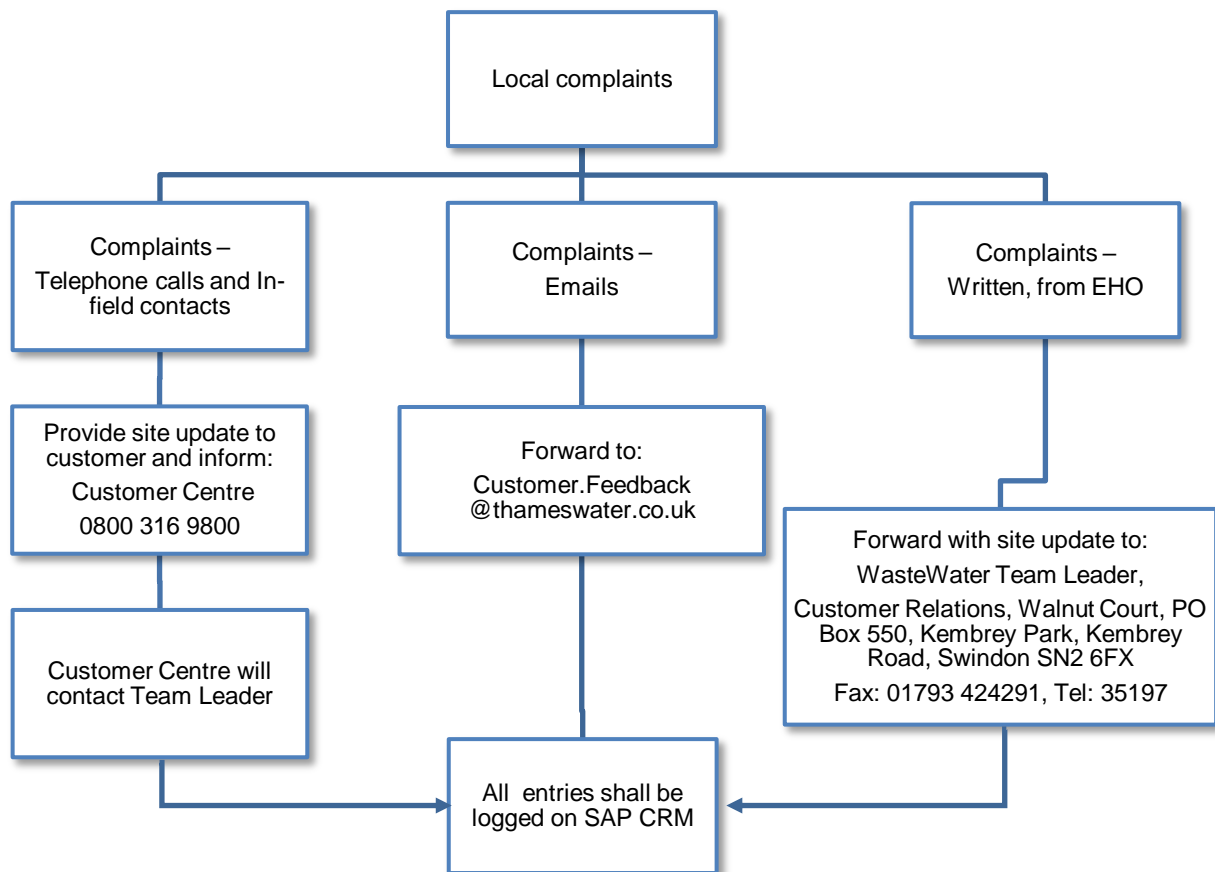 Local complaints
Complaints –
Telephone calls and In-
field contacts
Complaints –
Emails
Complaints –
Written, from EHO
Provide site update to
customer and inform:
Customer Centre
0800 316 9800
Forward to:
Customer.Feedback
@thameswater.co.uk
Forward with site update to:
WasteWater Team Leader,
Customer Relations, Walnut Court, PO
Box 550, Kembrey Park, Kembrey
Road, Swindon SN2 6FX
Fax: 01793 424291, Tel: 35197
Customer Centre will
contact Team Leader
All entries shall be
logged on SAP CRM